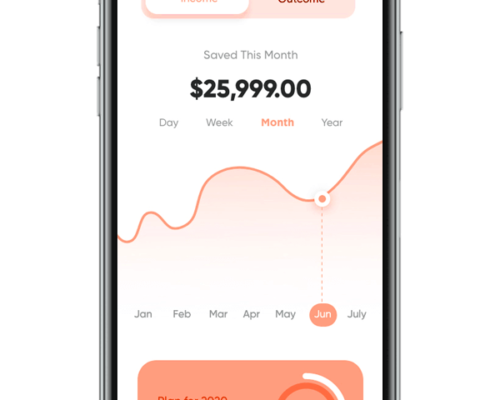 Income Outcome
Saved This Month
$25,999.00
Day Week Month Year
Jan Feb Mar Apr May Jun July
Plan for 2020